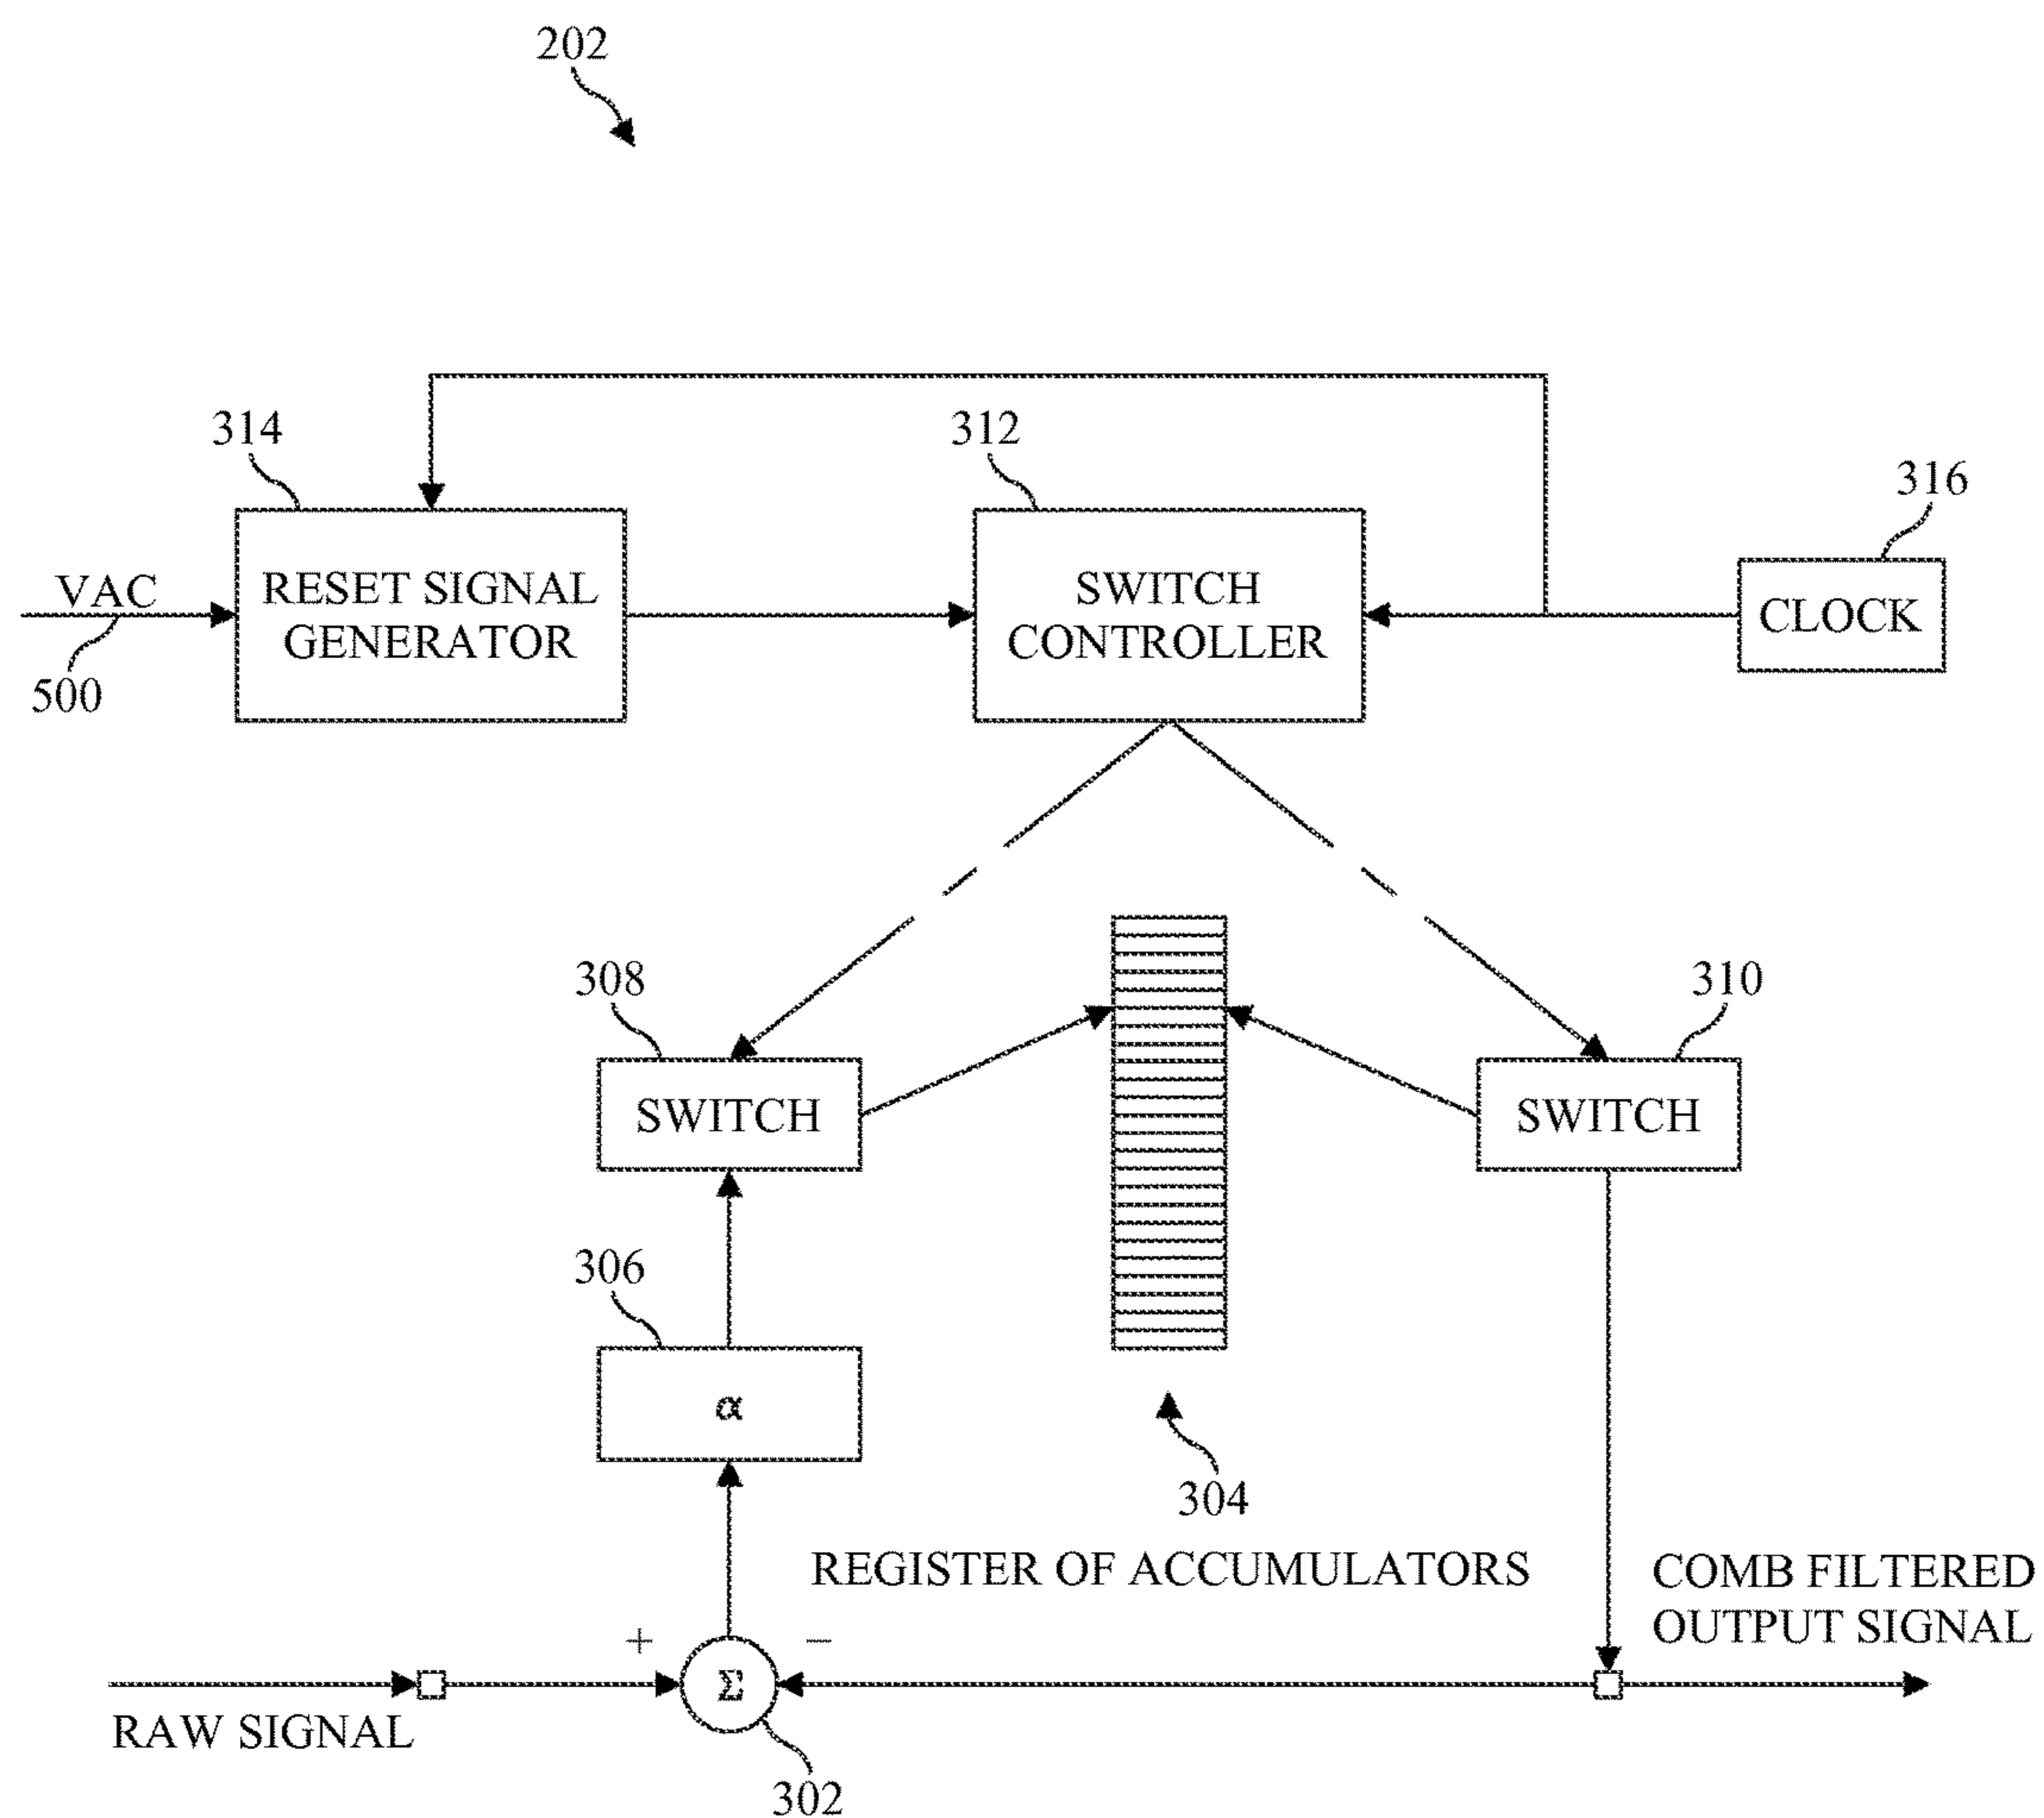 202
314
312
316
VAC
500
RESET SIGNAL
GENERATOR
SWITCH
CONTROLLER
CLOCK
308
310
SWITCH
SWITCH
306
α
304
REGISTER OF ACCUMULATORS
COMB FILTERED
OUTPUT SIGNAL
+
−
Σ
RAW SIGNAL
302